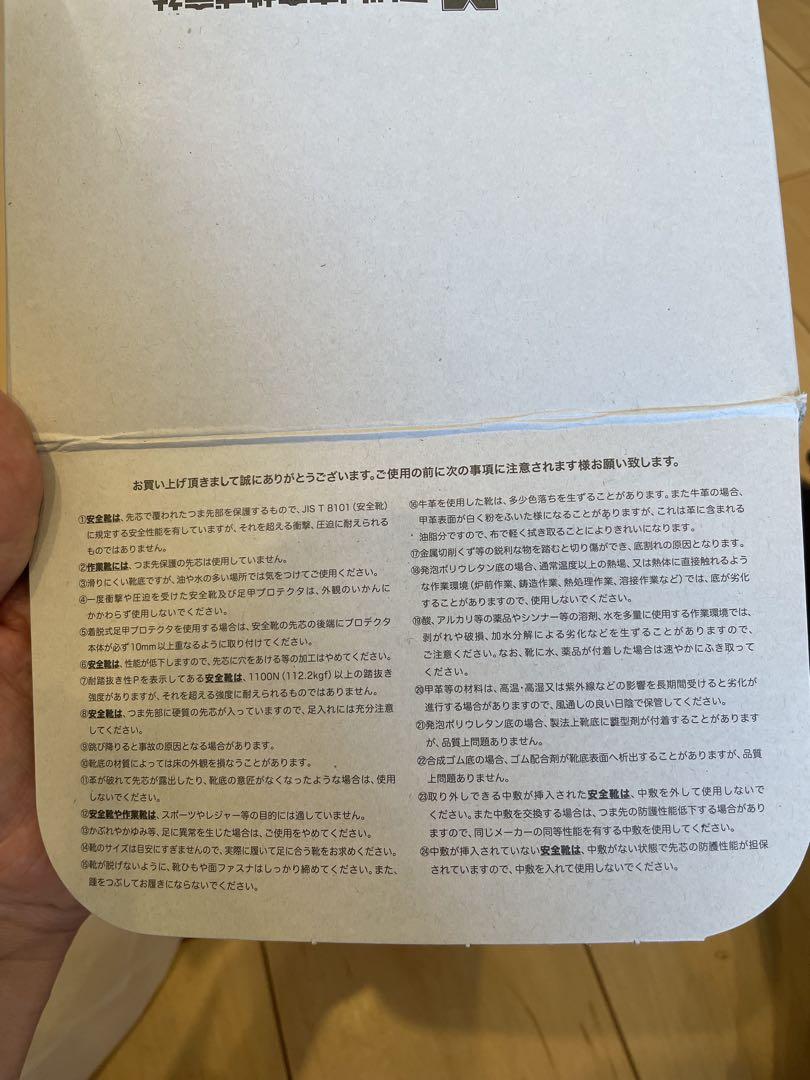 お買い上げ頂きまして誠にありがとうございます。ご使用の前に次の事項に注意されます様お願い致します。
①安全靴は、先芯で覆われたつま先部を保護するもので、JIS T 8101（安全靴）
に規定する安全性能を有していますが、それを超える衝撃、圧迫に耐えられる
ものではありません。
②作業靴には、つま先保護の先芯は使用していません。
③滑りにくい靴底ですが、油や水の多い場所では気をつけてご使用ください。
④一度衝撃や圧迫を受けた安全靴及び足甲プロテクタは、外観のいかんに
かかわらず使用しないでください。
⑤着脱式足甲プロテクタを使用する場合は、安全靴の先芯の後端にプロテクタ
本体が必ず10mm以上重なるように取り付けてください。
⑥安全靴は、性能が低下しますので、先芯に穴をあける等の加工はやめてください。
⑦耐踏抜き性Pを表示してある安全靴は、1100N（112.2kgf）以上の踏抜き
強度がありますが、それを超える強度に耐えられるものではありません。
⑧安全靴は、つま先部に硬質の先芯が入っていますので、足入れには充分注意
してください。
⑨跳び降りると事故の原因となる場合があります。
⑩靴底の材質によっては床の外観を損なうことがあります。
⑪革が破れて先芯が露出したり、靴底の意匠がなくなったような場合は、使用
しないでください。
⑫安全靴や作業靴は、スポーツやレジャー等の目的には適していません。
⑬かぶれやかゆみ等、足に異常を生じた場合は、ご使用をやめてください。
⑭靴のサイズは目安にすぎませんので、実際に履いて足に合う靴をお求めください。
⑮靴が脱げないように、靴ひもや面ファスナはしっかり締めてください。また、
踵をつぶしてお履きにならないでください。
⑯牛革を使用した靴は、多少色落ちを生ずることがあります。また牛革の場合、
甲革表面が白く粉をふいた様になることがありますが、これは革に含まれる
油脂分ですので、布で軽く拭き取ることによりきれいになります。
⑰金属切削くず等の鋭利な物を踏むと切り傷ができ、底割れの原因となります。
⑱発泡ポリウレタン底の場合、通常温度以上の熱場、又は熱体に直接触れるよう
な作業環境（炉前作業、鋳造作業、熱処理作業、溶接作業など）では、底が劣化
することがありますので、使用しないでください。
⑲酸、アルカリ等の薬品やシンナー等の溶剤、水を多量に使用する作業環境では、
剥がれや破損、加水分解による劣化などを生ずることがありますので、
ご注意ください。なお、靴に水、薬品が付着した場合は速やかにふき取って
ください。
⑳甲革等の材料は、高温・高湿又は紫外線などの影響を長期間受けると劣化が
進行する場合がありますので、風通しの良い日陰で保管してください。
㉑発泡ポリウレタン底の場合、製法上靴底に離型剤が付着することがあります
が、品質上問題ありません。
㉒合成ゴム底の場合、ゴム配合剤が靴底表面へ析出することがありますが、品質
上問題ありません。
㉓取り外しできる中敷が挿入された安全靴は、中敷を外して使用しないで
ください。また中敷を交換する場合は、つま先の防護性能低下する場合があり
ますので、同じメーカーの同等性能を有する中敷を使用してください。
㉔中敷が挿入されていない安全靴は、中敷がない状態で先芯の防護性能が担保
されていますので、中敷を入れて使用しないでください。